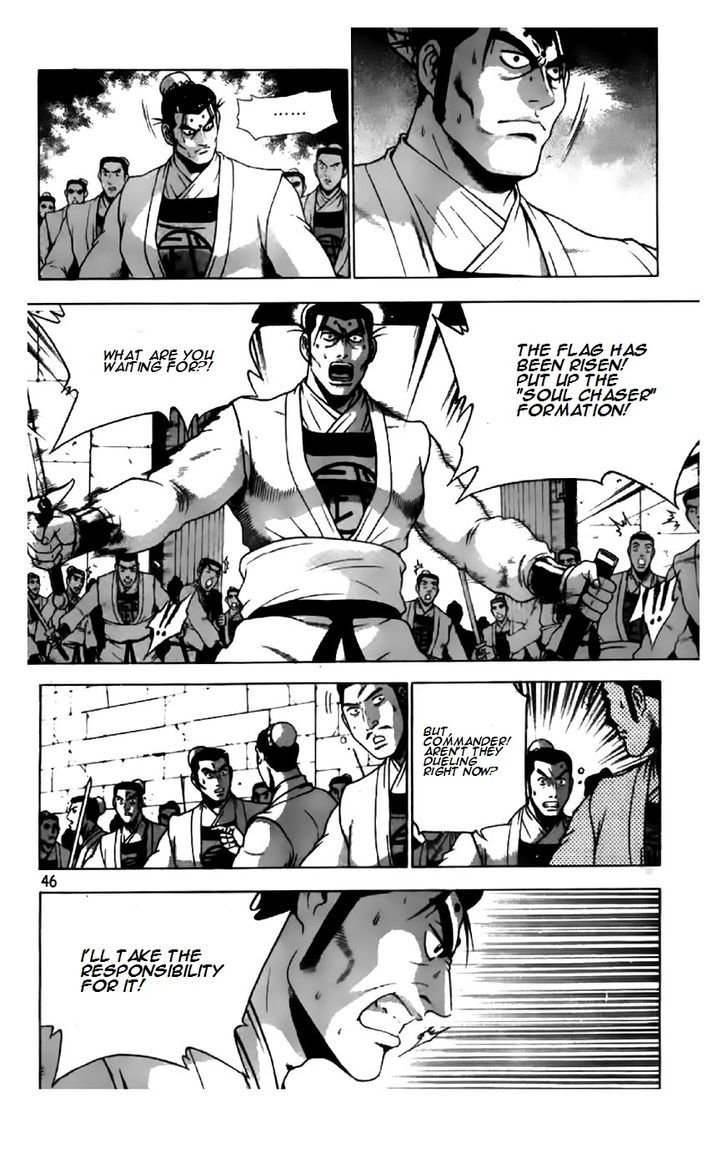 ......
WHAT ARE YOU
WAITING FOR?!
THE FLAG HAS
BEEN RISEN!
PUT UP THE
"SOUL CHASER"
FORMATION!
!!!
!!!
BUT,
COMMANDER!
AREN'T THEY
DUELING
RIGHT NOW?
46
I'LL TAKE THE
RESPONSIBILITY
FOR IT!